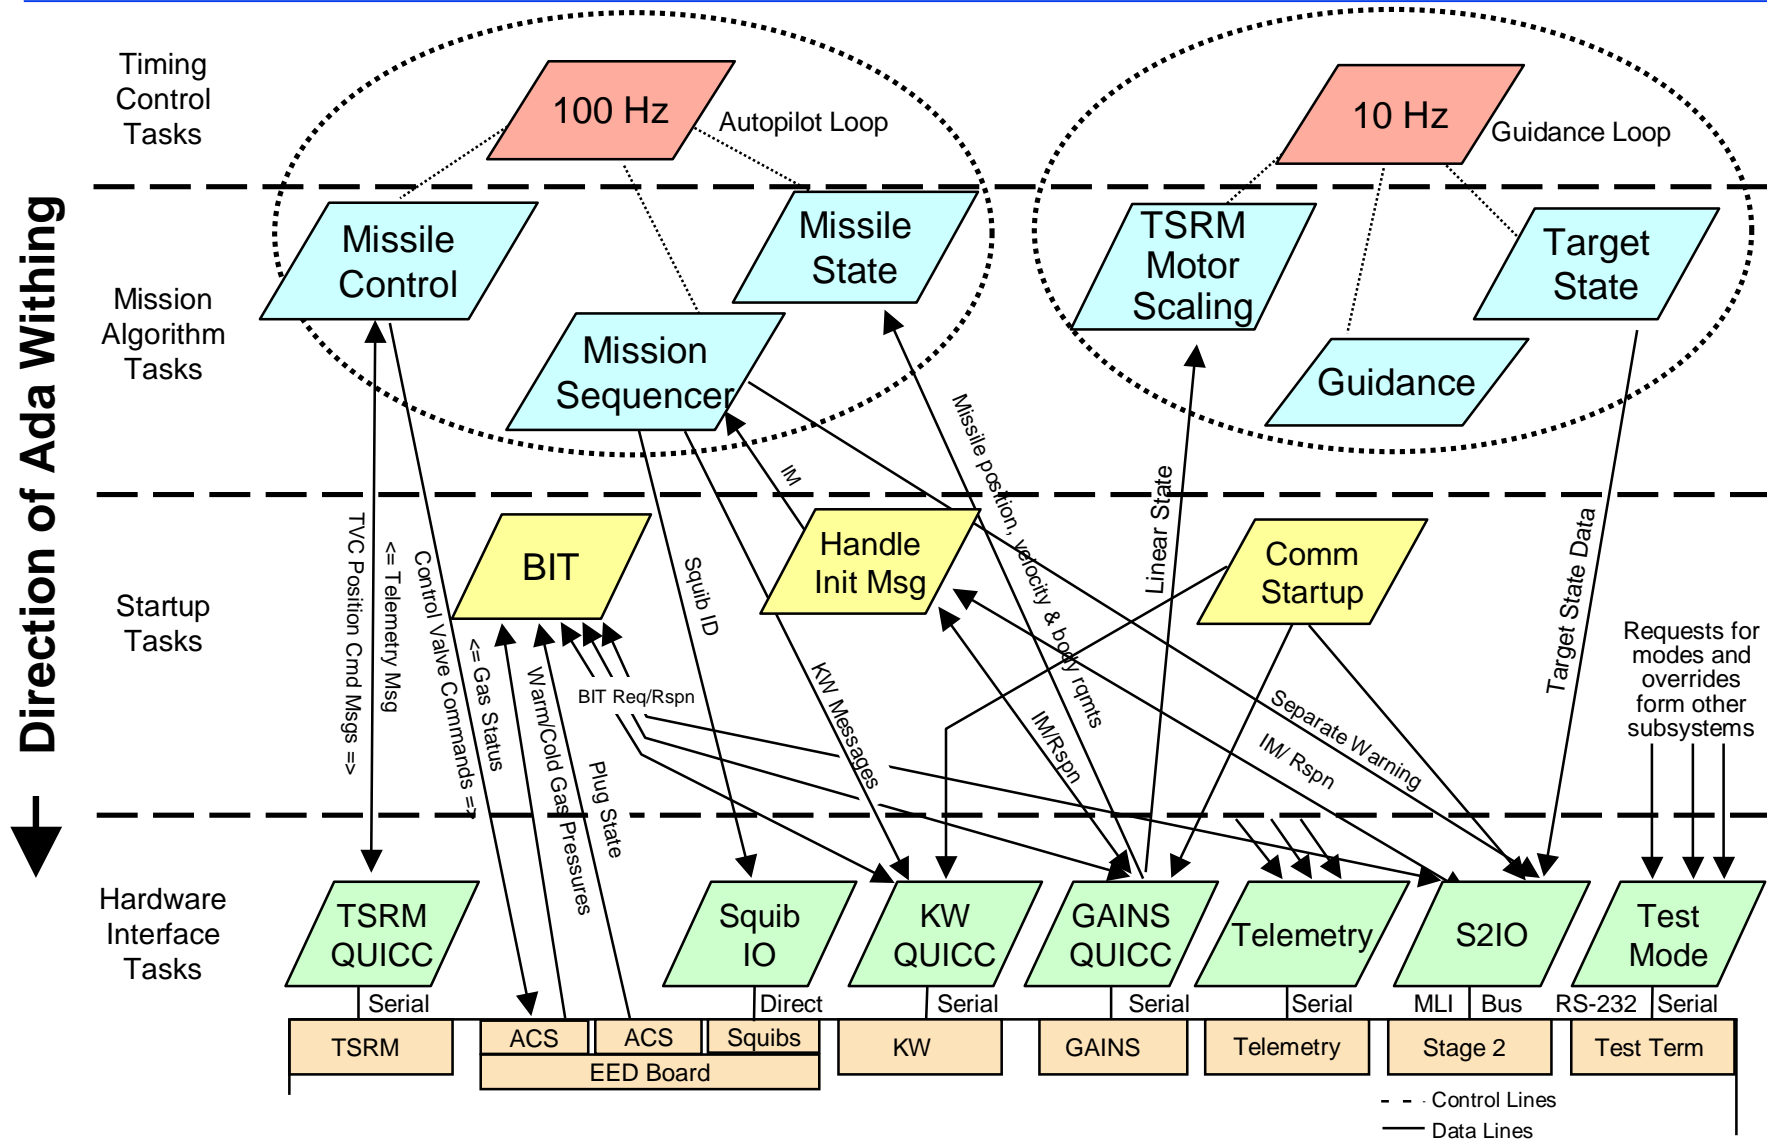 Timing
Control
Tasks
100 Hz
Autopilot Loop
10 Hz
Guidance Loop
Direction of Ada Withing
Mission
Algorithm
Tasks
Missile
Control
Missile
State
Mission
Sequencer
TSRM
Motor
Scaling
Target
State
Guidance
Startup
Tasks
BIT
Handle
Init Msg
Comm
Startup
TVC Position Cmd Msgs =>
<= Telemetry Msg
Control Valve Commands =>
<= Gas Status
Warm/Cold Gas Pressures
Plug State
BIT Req/Rspn
Squib ID
KW Messages
IM
Missile position, velocity & body rqmts
IM/Rspn
Linear State
Separate Warning
IM/ Rspn
Target State Data
Requests for
modes and
overrides
form other
subsystems
Hardware
Interface
Tasks
TSRM
QUICC
Squib
IO
KW
QUICC
GAINS
QUICC
Telemetry
S2IO
Test
Mode
Serial
Direct
Serial
Serial
Serial
MLI Bus
RS-232 Serial
TSRM
ACS
ACS
Squibs
EED Board
KW
GAINS
Telemetry
Stage 2
Test Term
Control Lines
Data Lines